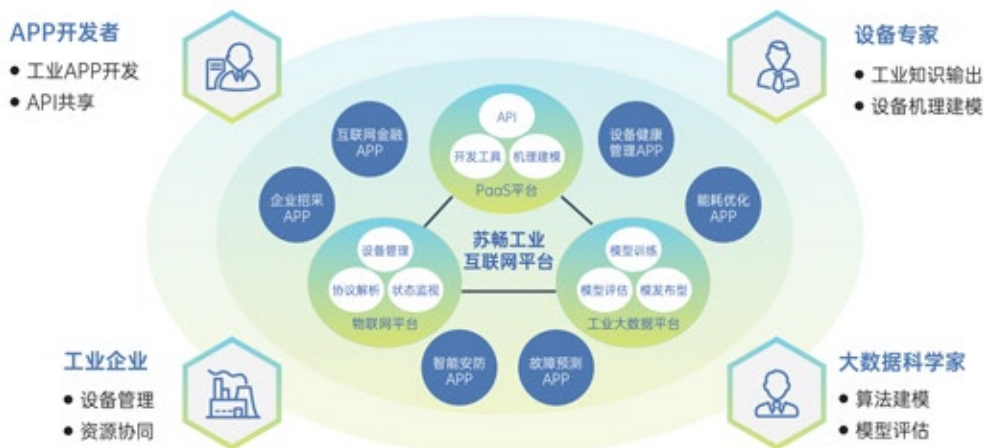 APP开发者
● 工业APP开发
● API共享
设备专家
● 工业知识输出
● 设备机理建模
互联网金融
APP
企业招采
APP
API
开发工具
机理建模
PaaS平台
设备健康
管理APP
能耗优化
APP
苏畅工业
互联网平台
设备管理
协议解析
状态监视
物联网平台
模型训练
模型评估
模发布型
工业大数据平台
智能安防
APP
故障预测
APP
工业企业
● 设备管理
● 资源协同
大数据科学家
● 算法建模
● 模型评估